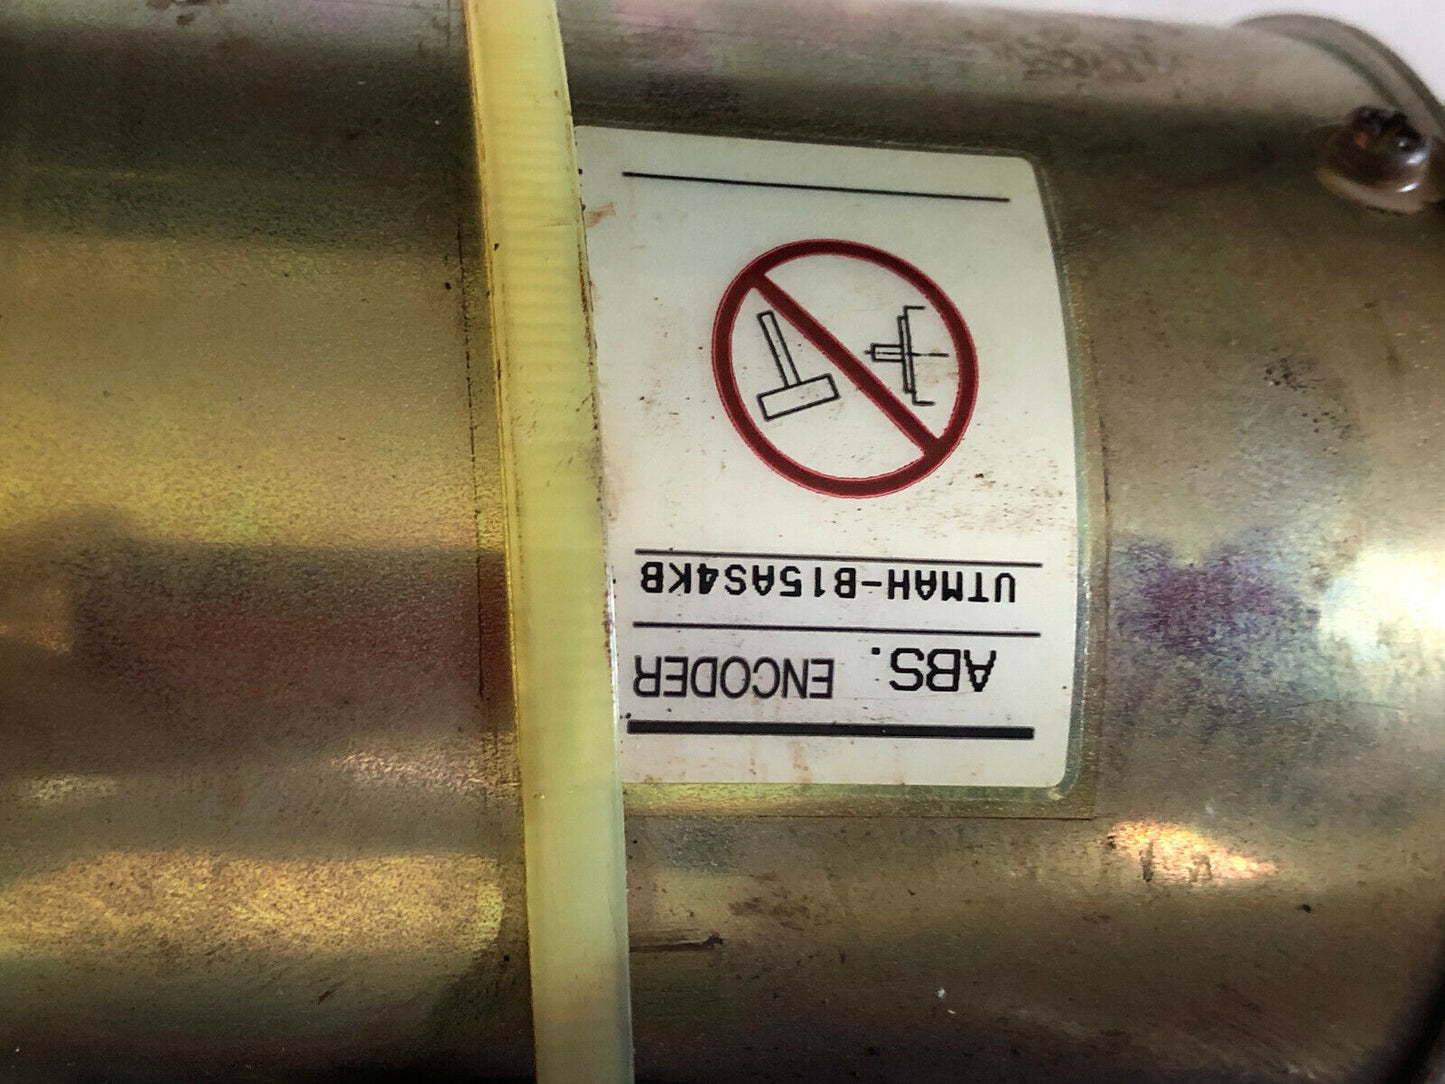 ABS. ENCODER
UTMAH-B15AS4KB